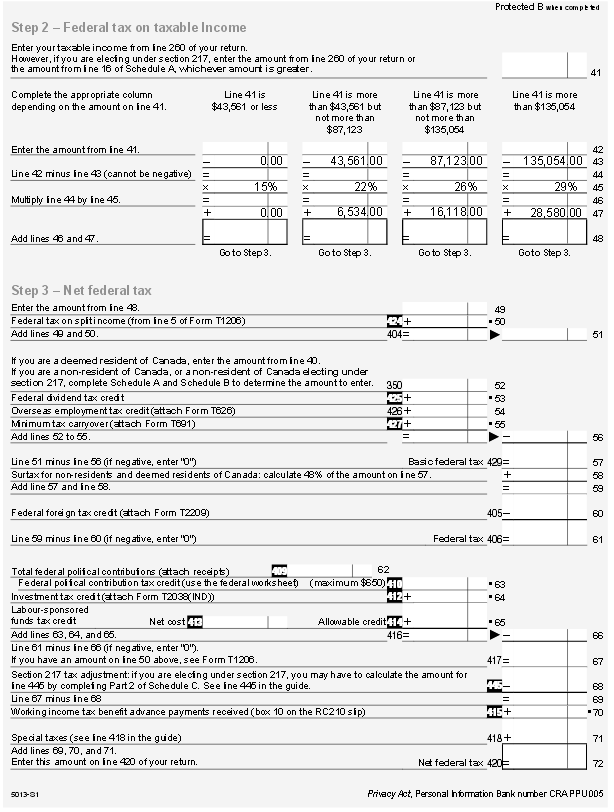 Protected B when completed
Step 2 – Federal tax on taxable Income
Enter your taxable income from line 260 of your return.
However, if you are electing under section 217, enter the amount from line 260 of your return or
the amount from line 16 of Schedule A, whichever amount is greater. 41
Complete the appropriate column
depending on the amount on line 41.
Line 41 is
$43,561 or less
Line 41 is more
than $43,561 but
not more than
$87,123
Line 41 is more
than $87,123 but
not more than
$135,054
Line 41 is more
than $135,054
Enter the amount from line 41. 42
– 0.00 – 43,561.00 – 87,123.00 – 135,054.00 43
Line 42 minus line 43 (cannot be negative) = = = = 44
× 15% × 22% × 26% × 29% 45
Multiply line 44 by line 45. = = = = 46
+ 0.00 + 6,534.00 + 16,118.00 + 28,580.00 47
Add lines 46 and 47. = = = = 48
Go to Step 3. Go to Step 3. Go to Step 3. Go to Step 3.
Step 3 – Net federal tax
Enter the amount from line 48. 49
Federal tax on split income (from line 5 of Form T1206) 424 + • 50
Add lines 49 and 50. 404 = ► 51
If you are a deemed resident of Canada, enter the amount from line 40.
If you are a non-resident of Canada, or a non-resident of Canada electing under
section 217, complete Schedule A and Schedule B to determine the amount to enter. 350 52
Federal dividend tax credit 425 + • 53
Overseas employment tax credit (attach Form T626) 426 + 54
Minimum tax carryover (attach Form T691) 427 + • 55
Add lines 52 to 55. = ► – 56
Line 51 minus line 56 (if negative, enter "0") Basic federal tax 429 = 57
Surtax for non-residents and deemed residents of Canada: calculate 48% of the amount on line 57. + 58
Add line 57 and line 58. = 59
Federal foreign tax credit (attach Form T2209) 405 – 60
Line 59 minus line 60 (if negative, enter "0") Federal tax 406 = 61
Total federal political contributions (attach receipts) 409 62
Federal political contribution tax credit (use the federal worksheet) (maximum $650) 410 • 63
Investment tax credit (attach Form T2038(IND)) 412 + • 64
Labour-sponsored
funds tax credit Net cost 413 Allowable credit 414 + • 65
Add lines 63, 64, and 65. 416 = ► – 66
Line 61 minus line 66 (if negative, enter "0").
If you have an amount on line 50 above, see Form T1206. 417 = 67
Section 217 tax adjustment: if you are electing under section 217, you may have to calculate the amount for
line 445 by completing Part 2 of Schedule C. See line 445 in the guide. 445 – 68
Line 67 minus line 68 = 69
Working income tax benefit advance payments received (box 10 on the RC210 slip) 415 + • 70
Special taxes (see line 418 in the guide) 418 + 71
Add lines 69, 70, and 71.
Enter this amount on line 420 of your return. Net federal tax 420 = 72
5013-S1 Privacy Act, Personal Information Bank number CRA PPU 005